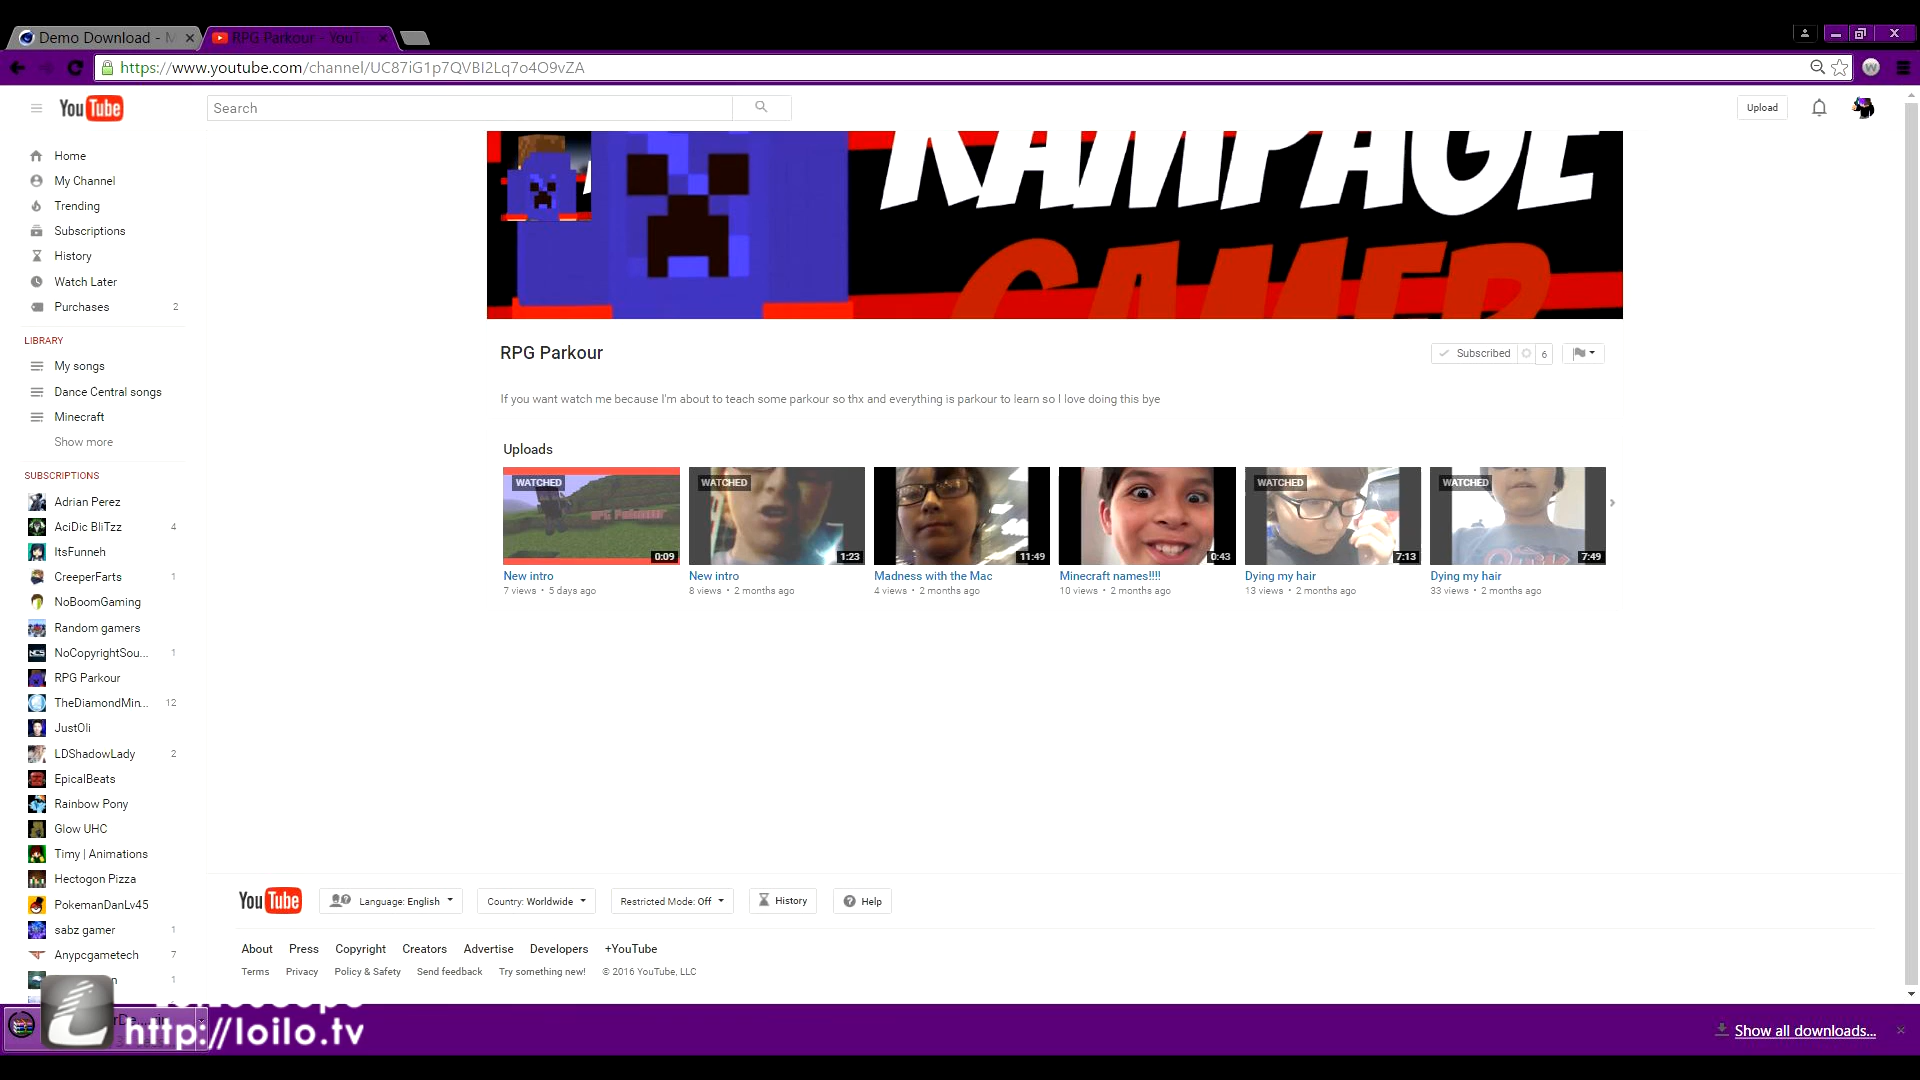 Demo Download - M
RPG Parkour - YouTu
https://www.youtube.com/channel/UC87iG1p7QVBI2Lq7o4O9vZA
W
YouTube
Search
Upload
Home
My Channel
Trending
Subscriptions
History
Watch Later
Purchases 2
LIBRARY
My songs
Dance Central songs
Minecraft
Show more
SUBSCRIPTIONS
Adrian Perez
AciDic BliTzz 4
ItsFunneh
CreeperFarts 1
NoBoomGaming
Random gamers
NoCopyrightSou... 1
RPG Parkour
TheDiamondMin... 12
JustOli
LDShadowLady 2
EpicalBeats
Rainbow Pony
Glow UHC
Timy | Animations
Hectogon Pizza
PokemanDanLv45
sabz gamer 1
Anypcgametech 7
n 1
RAMPAGE
GAMER
RPG Parkour
Subscribed 6
If you want watch me because I'm about to teach some parkour so thx and everything is parkour to learn so I love doing this bye
Uploads
WATCHED
RPG Parkour
0:09
New intro
7 views • 5 days ago
WATCHED
1:23
New intro
8 views • 2 months ago
11:49
Madness with the Mac
4 views • 2 months ago
0:43
Minecraft names!!!!
10 views • 2 months ago
WATCHED
7:13
Dying my hair
13 views • 2 months ago
WATCHED
7:49
Dying my hair
33 views • 2 months ago
YouTube
Language: English
Country: Worldwide
Restricted Mode: Off
History
Help
About Press Copyright Creators Advertise Developers +YouTube
Terms Privacy Policy & Safety Send feedback Try something new! © 2016 YouTube, LLC
http://loilo.tv
Show all downloads...